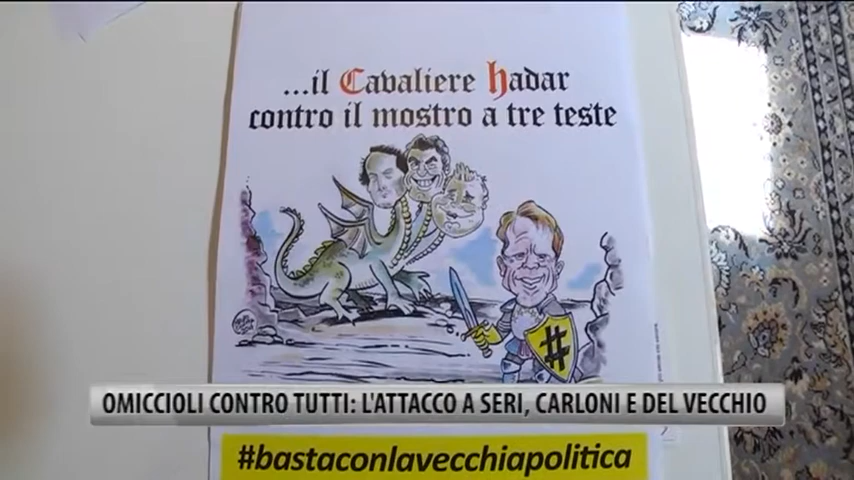 ...il Cavaliere hadar
contro il mostro a tre teste
#
OMICCIOLI CONTRO TUTTI: L'ATTACCO A SERI, CARLONI E DEL VECCHIO
#bastaconlavecchiapolitica